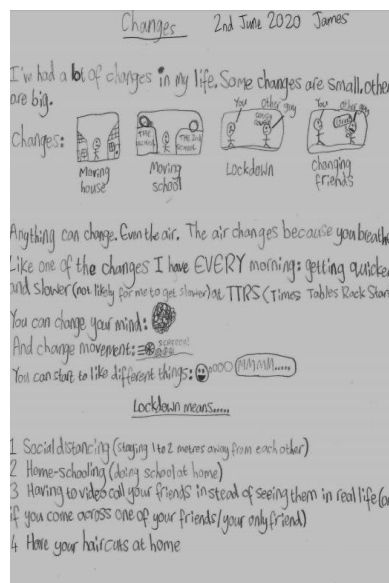 Changes 2nd June 2020 James
I've had a lot of changes in my life. Some changes are small. other
are big.
Changes:
You other guy
You other guy
THE
THE 2nd
SCHOOL
Moving house
Moving school
Lockdown
changing friends
Anything can change. Even the air. The air changes because you breathe
Like one of the changes I have EVERY morning: getting quicke
and slower (not likely for me to get slower) at TTRS (Times Tables Rock Star
You can change your mind:
And change movement:
You can start to like different things: MMMM.....
Lockdown means.....
1 Social distancing (staying 1 to 2 metres away from each other)
2 Home-schooling (doing school at home)
3 Having to video call your friends instead of seeing them in real life (
if you come across one of your friends/your only friend)
4 Have your haircuts at home